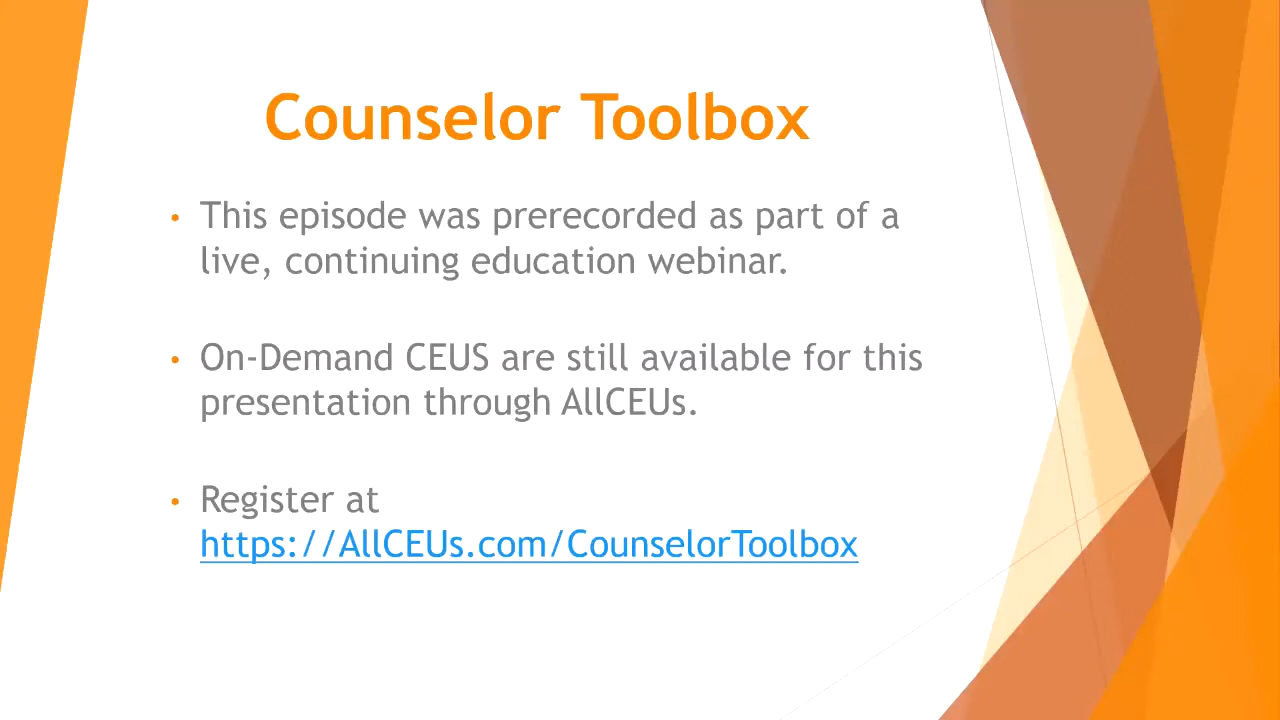 Counselor Toolbox
• This episode was prerecorded as part of a
live, continuing education webinar.
• On-Demand CEUS are still available for this
presentation through AllCEUs.
• Register at
https://AllCEUs.com/CounselorToolbox